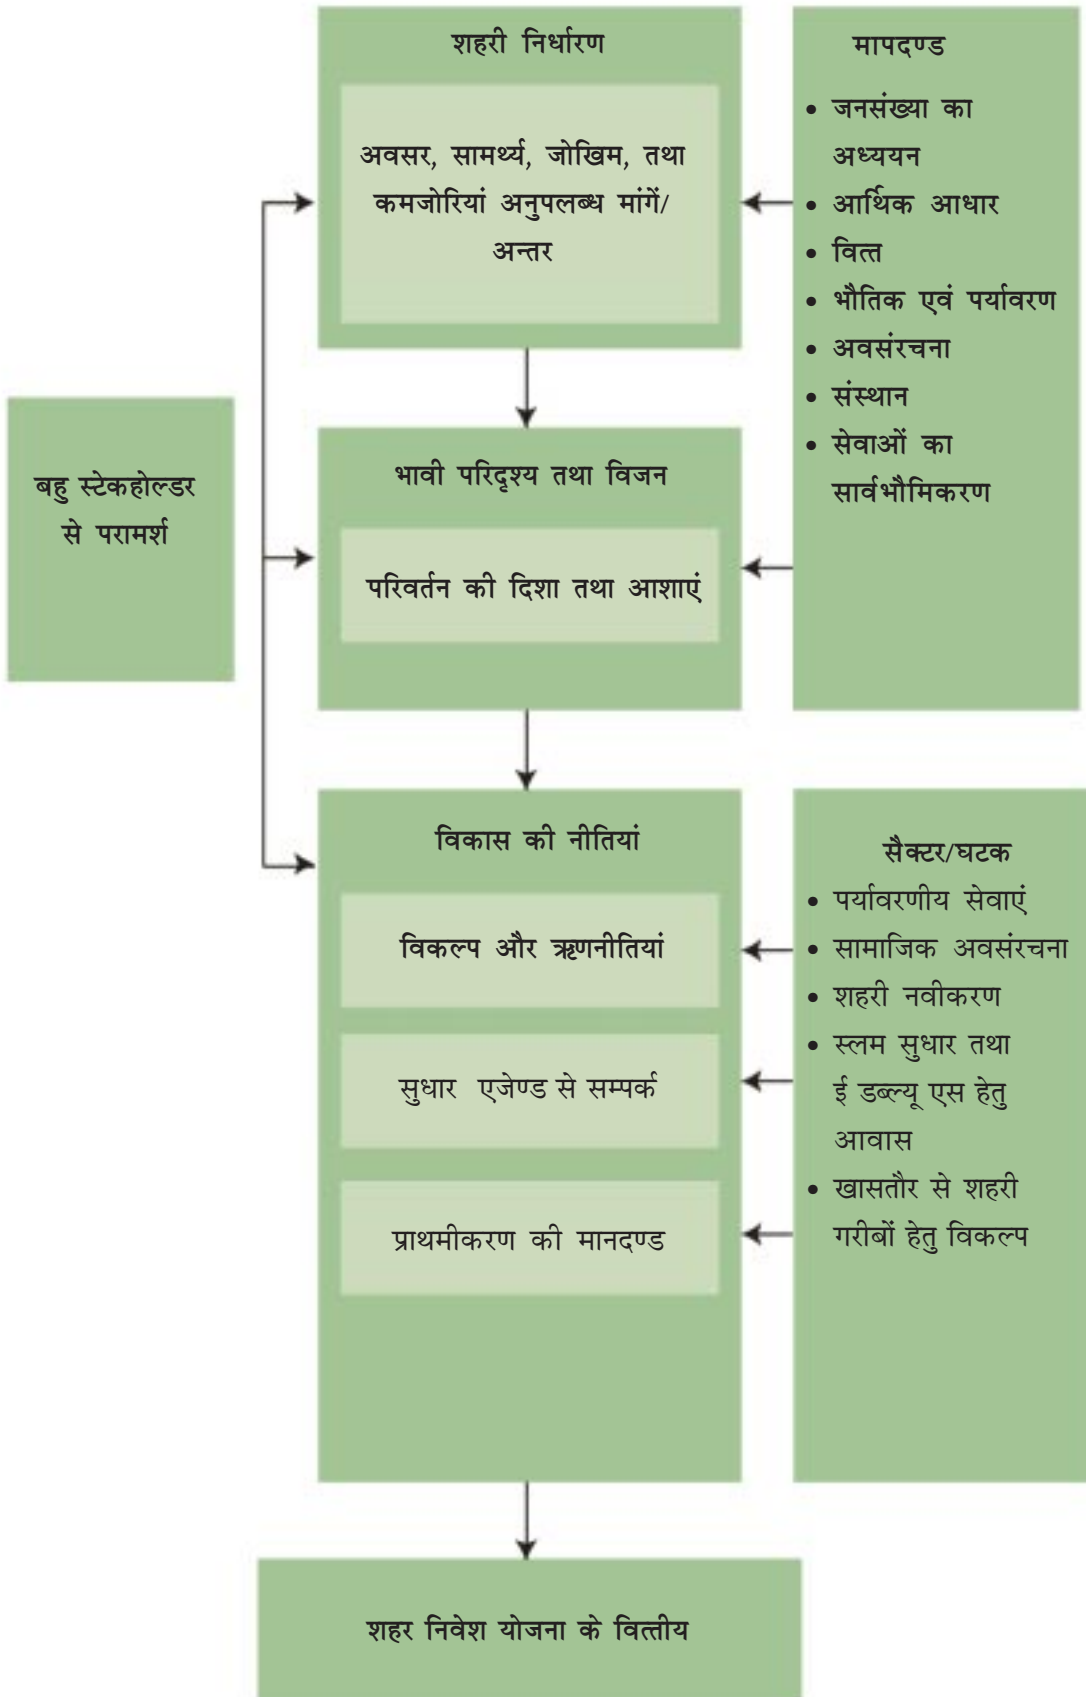 शहरी निर्धारण
अवसर, सामर्थ्य, जोखिम, तथा
कमजोरियां अनुपलब्ध मांगें/
अन्तर
मापदण्ड
• जनसंख्या का
अध्ययन
• आर्थिक आधार
• वित्त
• भौतिक एवं पर्यावरण
• अवसंरचना
• संस्थान
• सेवाओं का
सार्वभौमिकरण
बहु स्टेकहोल्डर
से परामर्श
भावी परिदृश्य तथा विजन
परिवर्तन की दिशा तथा आशाएं
विकास की नीतियां
विकल्प और ऋणनीतियां
सुधार एजेण्ड से सम्पर्क
प्राथमीकरण की मानदण्ड
सैक्टर/घटक
• पर्यावरणीय सेवाएं
• सामाजिक अवसंरचना
• शहरी नवीकरण
• स्लम सुधार तथा
ई डब्ल्यू एस हेतु
आवास
• खासतौर से शहरी
गरीबों हेतु विकल्प
शहर निवेश योजना के वित्तीय